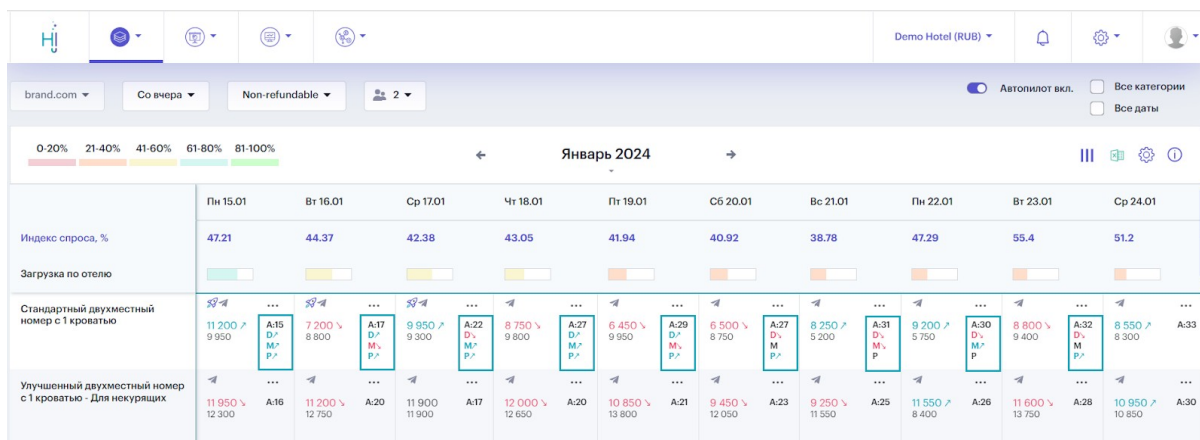 Hi
Demo Hotel (RUB)
brand.com
Со вчера
Non-refundable
2
Автопилот вкл.
Все категории
Все даты
0-20% 21-40% 41-60% 61-80% 81-100%
← Январь 2024 →
Пн 15.01 Вт 16.01 Ср 17.01 Чт 18.01 Пт 19.01 Сб 20.01 Вс 21.01 Пн 22.01 Вт 23.01 Ср 24.01
Индекс спроса, % 47.21 44.37 42.38 43.05 41.94 40.92 38.78 47.29 55.4 51.2
Загрузка по отелю
Стандартный двухместный
номер с 1 кроватью
11 200 ↗ A:15 7 200 ↘ A:17 9 950 ↗ A:22 8 750 ↘ A:27 6 450 ↘ A:29 6 500 ↘ A:27 8 250 ↗ A:31 9 200 ↗ A:30 8 800 ↘ A:32 8 550 ↗ A:33
9 950 D↗ 8 800 D↗ 9 300 D↗ 9 800 D↗ 9 950 D↗ 8 750 D↘ 5 200 D↘ 5 750 D↘ 9 400 D↘ 8 300
M↗ M↘ M↘ M↗ M↘ M M↘ M↗ M
P↗ P↗ P↗ P↗ P↗ P↗ P P P↗
Улучшенный двухместный номер
с 1 кроватью - Для некурящих
11 950 ↘ A:16 11 200 ↘ A:20 11 900 A:17 12 000 ↘ A:20 10 850 ↘ A:21 9 450 ↘ A:23 9 250 ↘ A:25 11 550 ↗ A:26 11 600 ↘ A:28 10 950 ↗ A:30
12 300 12 750 11 900 12 650 13 800 12 050 11 550 8 400 13 750 10 850